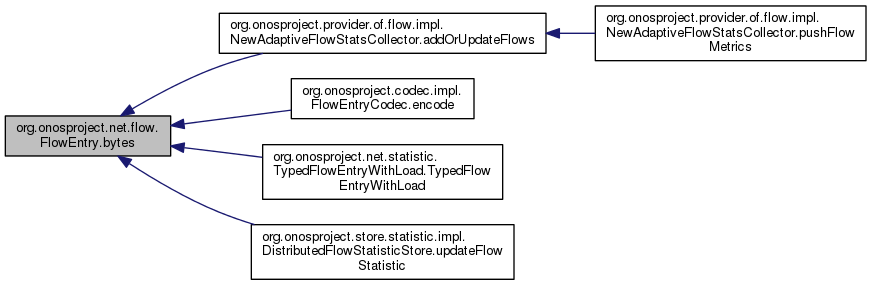 org.onosproject.provider.of.flow.impl.
NewAdaptiveFlowStatsCollector.addOrUpdateFlows
org.onosproject.provider.of.flow.impl.
NewAdaptiveFlowStatsCollector.pushFlow
Metrics
org.onosproject.codec.impl.
FlowEntryCodec.encode
org.onosproject.net.flow.
FlowEntry.bytes
org.onosproject.net.statistic.
TypedFlowEntryWithLoad.TypedFlow
EntryWithLoad
org.onosproject.store.statistic.impl.
DistributedFlowStatisticStore.updateFlow
Statistic